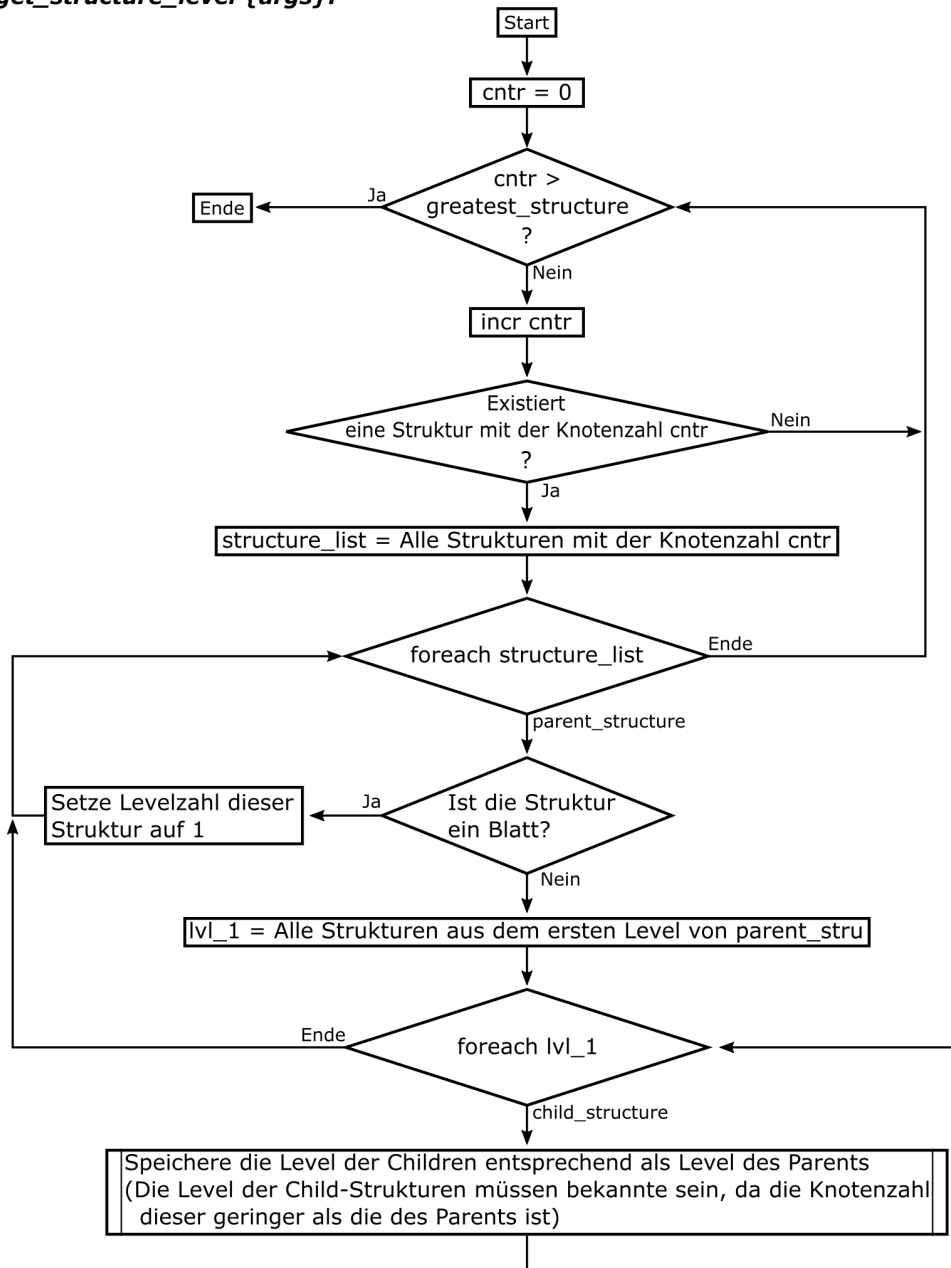 get_structure_level {args}:
Start
cntr = 0
cntr >
greatest_structure
?
Ja
Ende
Nein
incr cntr
Existiert
eine Struktur mit der Knotenzahl cntr
?
Nein
Ja
structure_list = Alle Strukturen mit der Knotenzahl cntr
foreach structure_list
Ende
parent_structure
Ist die Struktur
ein Blatt?
Ja
Setze Levelzahl dieser
Struktur auf 1
Nein
lvl_1 = Alle Strukturen aus dem ersten Level von parent_stru
foreach lvl_1
Ende
child_structure
Speichere die Level der Children entsprechend als Level des Parents
(Die Level der Child-Strukturen müssen bekannte sein, da die Knotenzahl
dieser geringer als die des Parents ist)